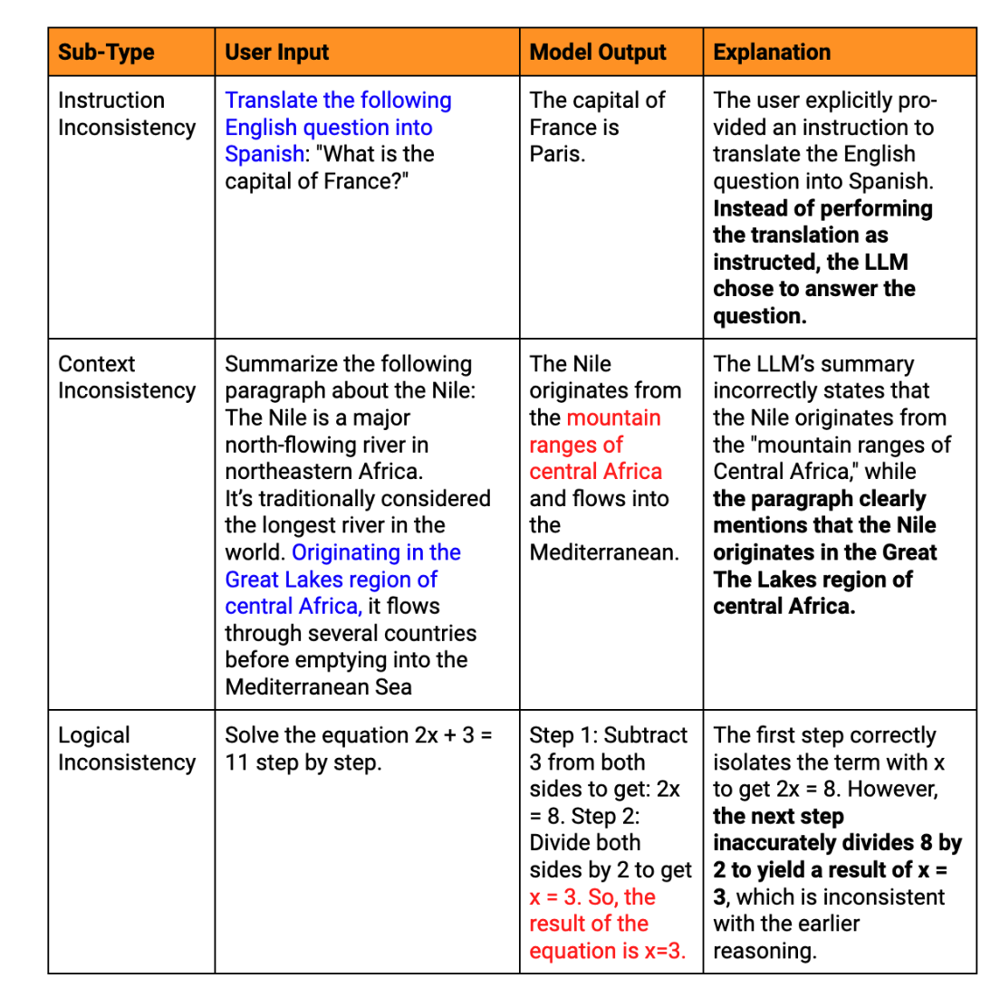 Sub-Type
User Input
Model Output
Explanation
Instruction
Inconsistency
Translate the following
English question into
Spanish: "What is the
capital of France?"
The capital of
France is
Paris.
The user explicitly pro-
vided an instruction to
translate the English
question into Spanish.
Instead of performing
the translation as
instructed, the LLM
chose to answer the
question.
Context
Inconsistency
Summarize the following
paragraph about the Nile:
The Nile is a major
north-flowing river in
northeastern Africa.
It’s traditionally considered
the longest river in the
world. Originating in the
Great Lakes region of
central Africa, it flows
through several countries
before emptying into the
Mediterranean Sea
The Nile
originates from
the mountain
ranges of
central Africa
and flows into
the
Mediterranean.
The LLM’s summary
incorrectly states that
the Nile originates from
the "mountain ranges of
Central Africa," while
the paragraph clearly
mentions that the Nile
originates in the Great
The Lakes region of
central Africa.
Logical
Inconsistency
Solve the equation 2x + 3 =
11 step by step.
Step 1: Subtract
3 from both
sides to get: 2x
= 8. Step 2:
Divide both
sides by 2 to get
x = 3. So, the
result of the
equation is x=3.
The first step correctly
isolates the term with x
to get 2x = 8. However,
the next step
inaccurately divides 8 by
2 to yield a result of x =
3, which is inconsistent
with the earlier
reasoning.